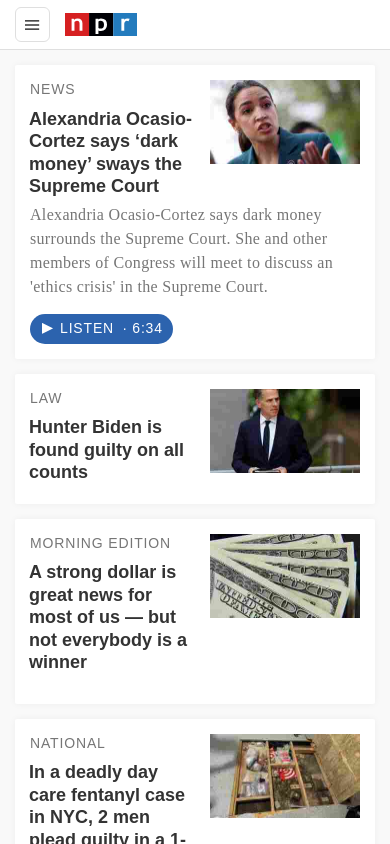 npr
NEWS
Alexandria Ocasio-
Cortez says ‘dark
money’ sways the
Supreme Court
Alexandria Ocasio-Cortez says dark money
surrounds the Supreme Court. She and other
members of Congress will meet to discuss an
'ethics crisis' in the Supreme Court.
LISTEN · 6:34
LAW
Hunter Biden is
found guilty on all
counts
MORNING EDITION
A strong dollar is
great news for
most of us — but
not everybody is a
winner
NATIONAL
In a deadly day
care fentanyl case
in NYC, 2 men
plead guilty in a 1-